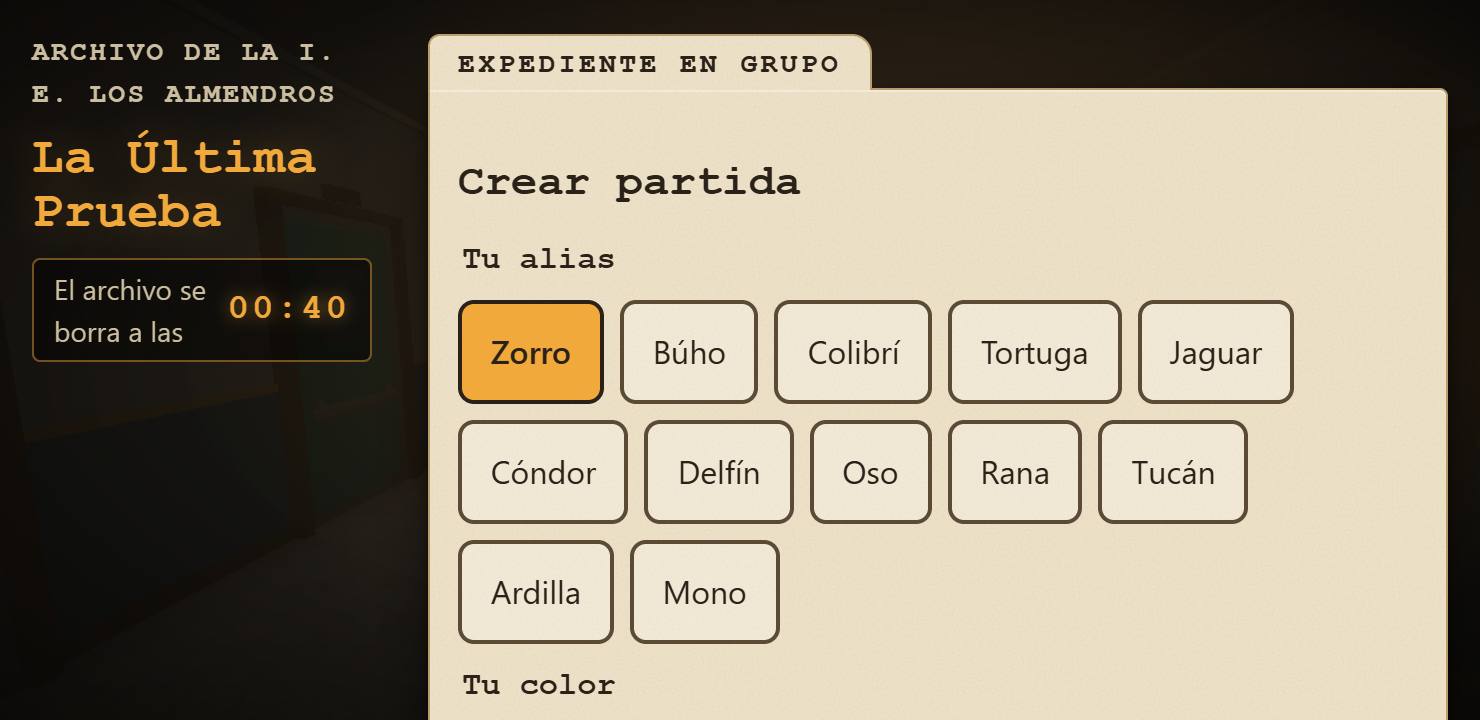 ARCHIVO DE LA I.
E. LOS ALMENDROS
La Última
Prueba
El archivo se
borra a las
00:40
EXPEDIENTE EN GRUPO
Crear partida
Tu alias
Zorro Búho Colibrí Tortuga Jaguar
Cóndor Delfín Oso Rana Tucán
Ardilla Mono
Tu color